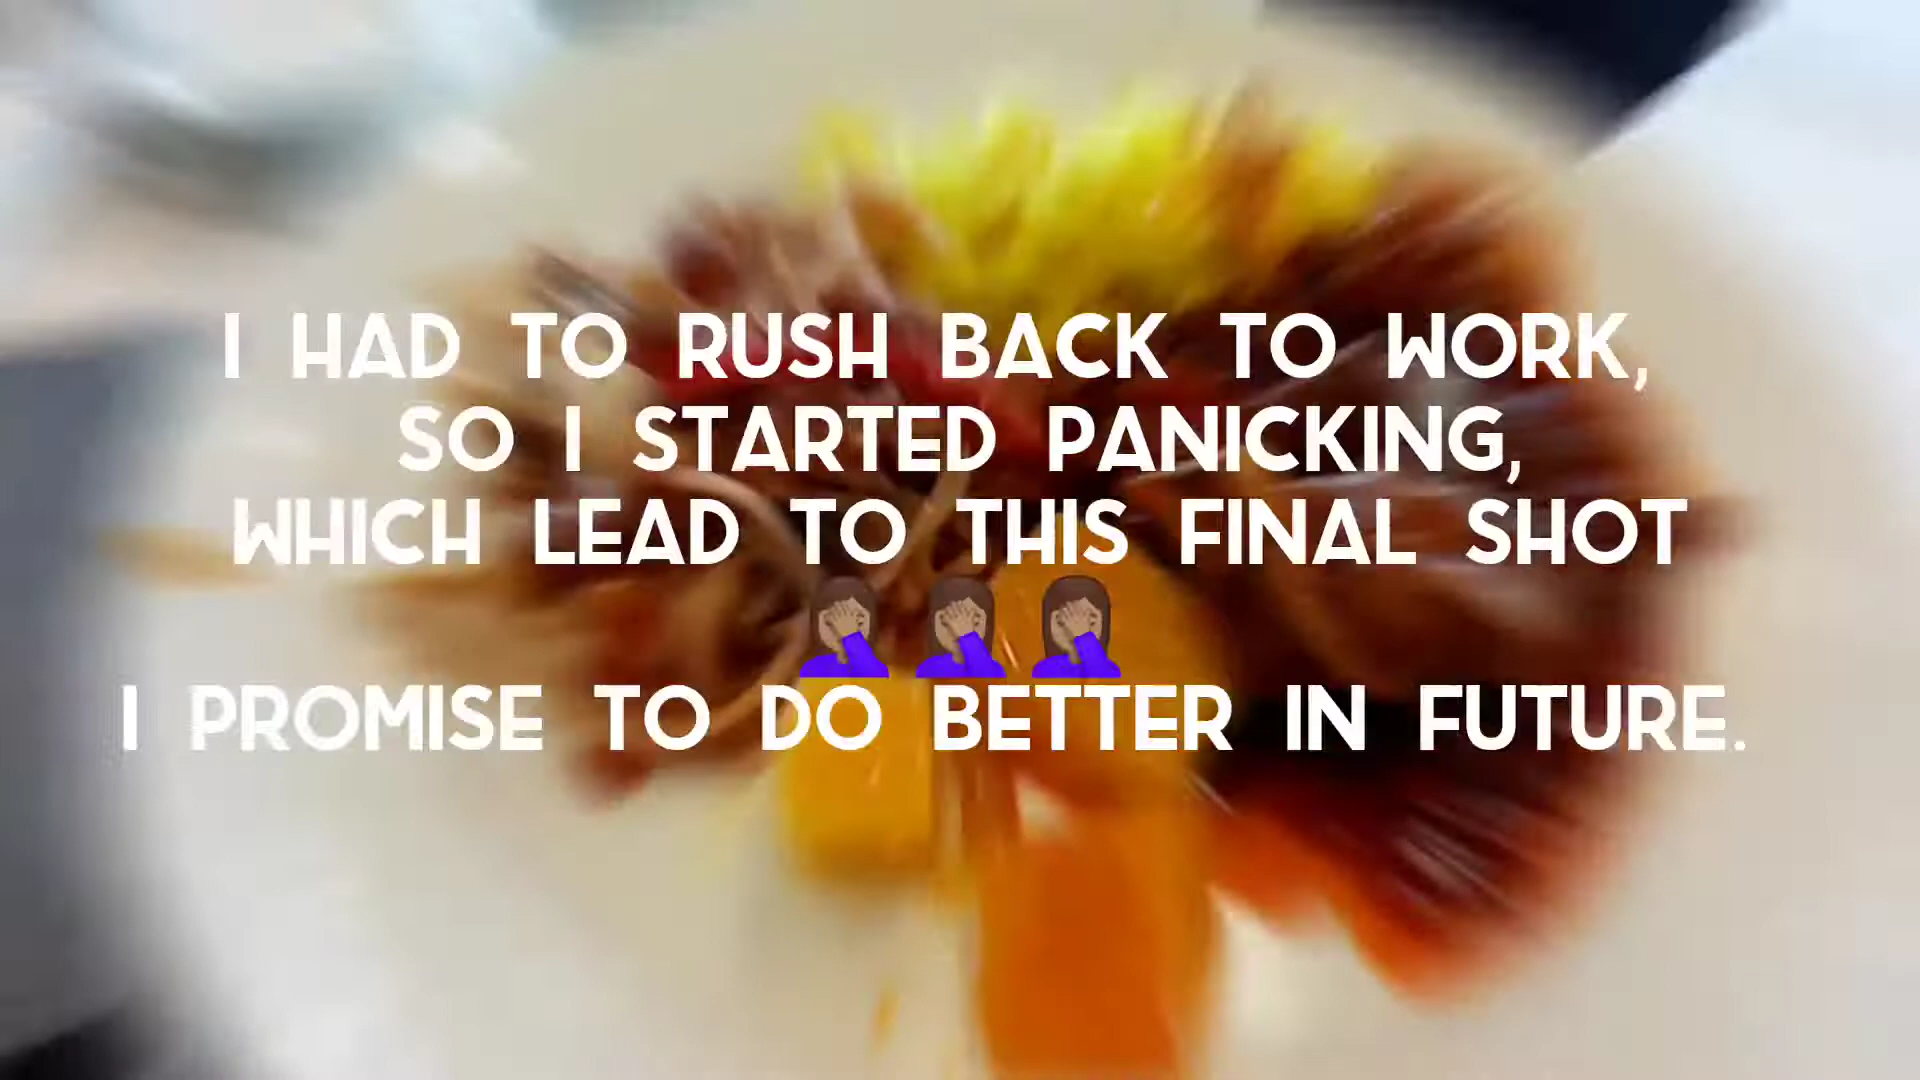 I HAD TO RUSH BACK TO WORK,
SO I STARTED PANICKING,
WHICH LEAD TO THIS FINAL SHOT
🤦🏽‍♀️🤦🏽‍♀️🤦🏽‍♀️
I PROMISE TO DO BETTER IN FUTURE.